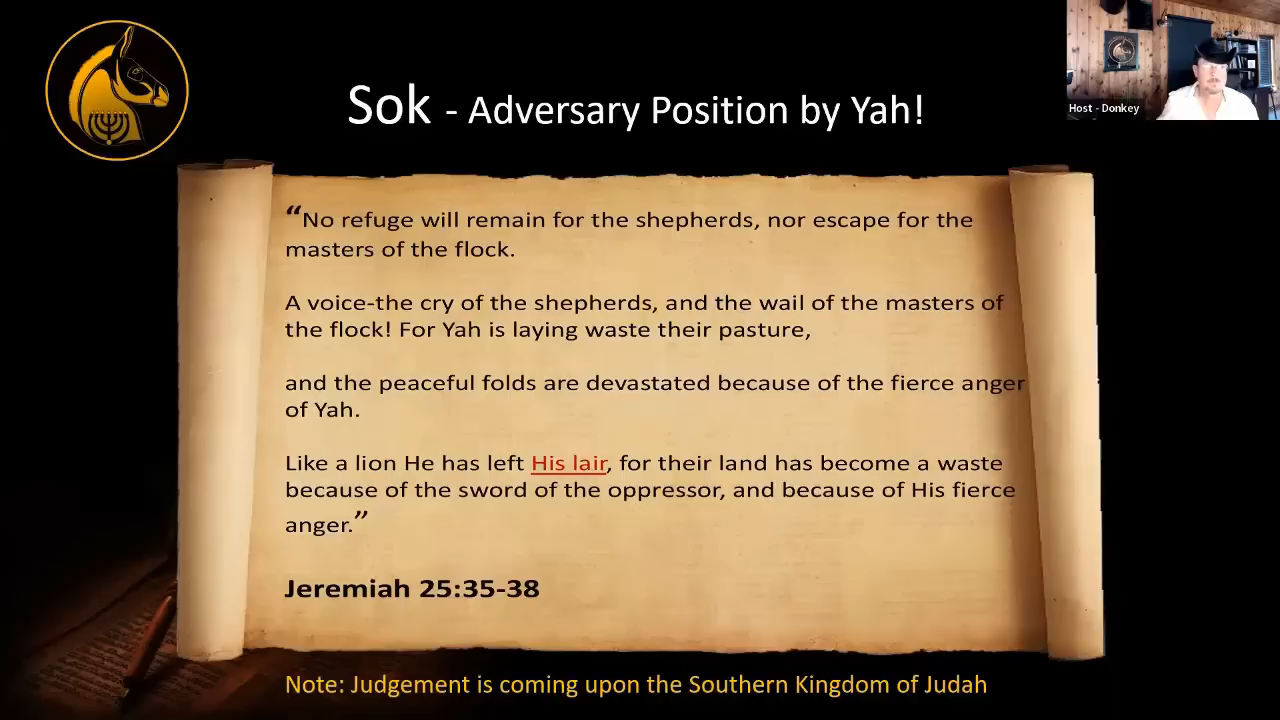 Sok - Adversary Position by Yah!
Host - Donkey
“No refuge will remain for the shepherds, nor escape for the
masters of the flock.
A voice-the cry of the shepherds, and the wail of the masters of
the flock! For Yah is laying waste their pasture,
and the peaceful folds are devastated because of the fierce anger
of Yah.
Like a lion He has left His lair, for their land has become a waste
because of the sword of the oppressor, and because of His fierce
anger.”
Jeremiah 25:35-38
Note: Judgement is coming upon the Southern Kingdom of Judah